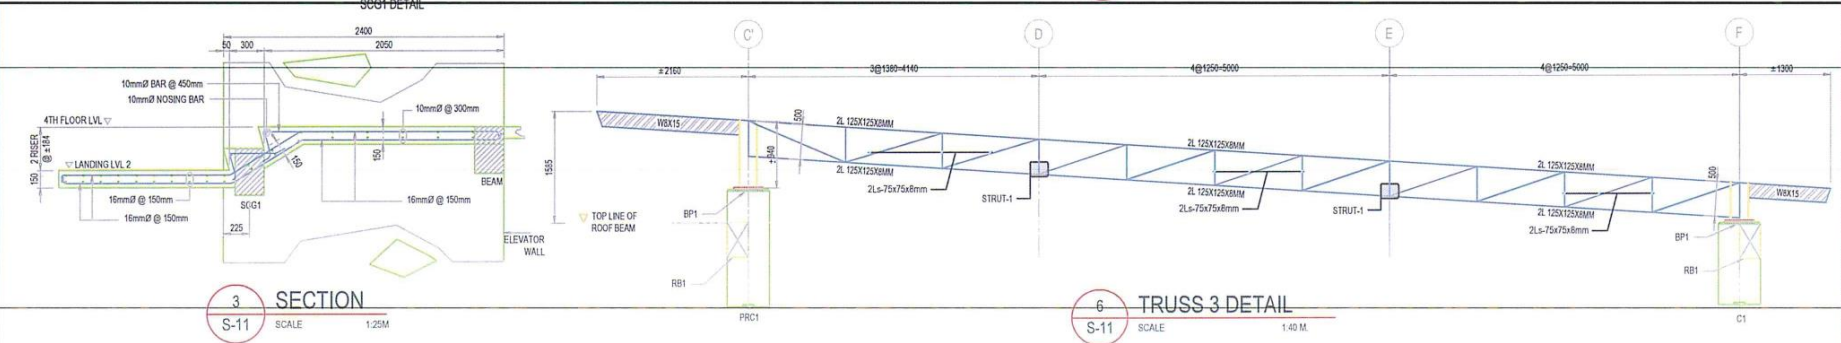 SCG1 DETAIL
2400
50 300 2050
10mmØ BAR @ 450mm
10mmØ NOSING BAR
10mmØ @ 300mm
4TH FLOOR LVL
2 RISER
@ ±184
150
LANDING LVL 2
150
150
BEAM
16mmØ @ 150mm
SCG1
16mmØ @ 150mm
16mmØ @ 150mm
225
ELEVATOR
WALL
3
S-11
SECTION
SCALE 1:25M
C' D E F
±2160 3@1380=4140 4@1250=5000 4@1250=5000 ±1300
W8X15
500
2L 125X125X8MM
±940
2L 125X125X8MM
2Ls-75x75x6mm
1585
TOP LINE OF
ROOF BEAM
BP1
RB1
PRC1
STRUT-1
2L 125X125X8MM
2L 125X125X8MM
2Ls-75x75x6mm
STRUT-1
2L 125X125X8MM
2L 125X125X8MM
2Ls-75x75x6mm
500
W8X15
BP1
RB1
C1
6
S-11
TRUSS 3 DETAIL
SCALE 1:40 M.